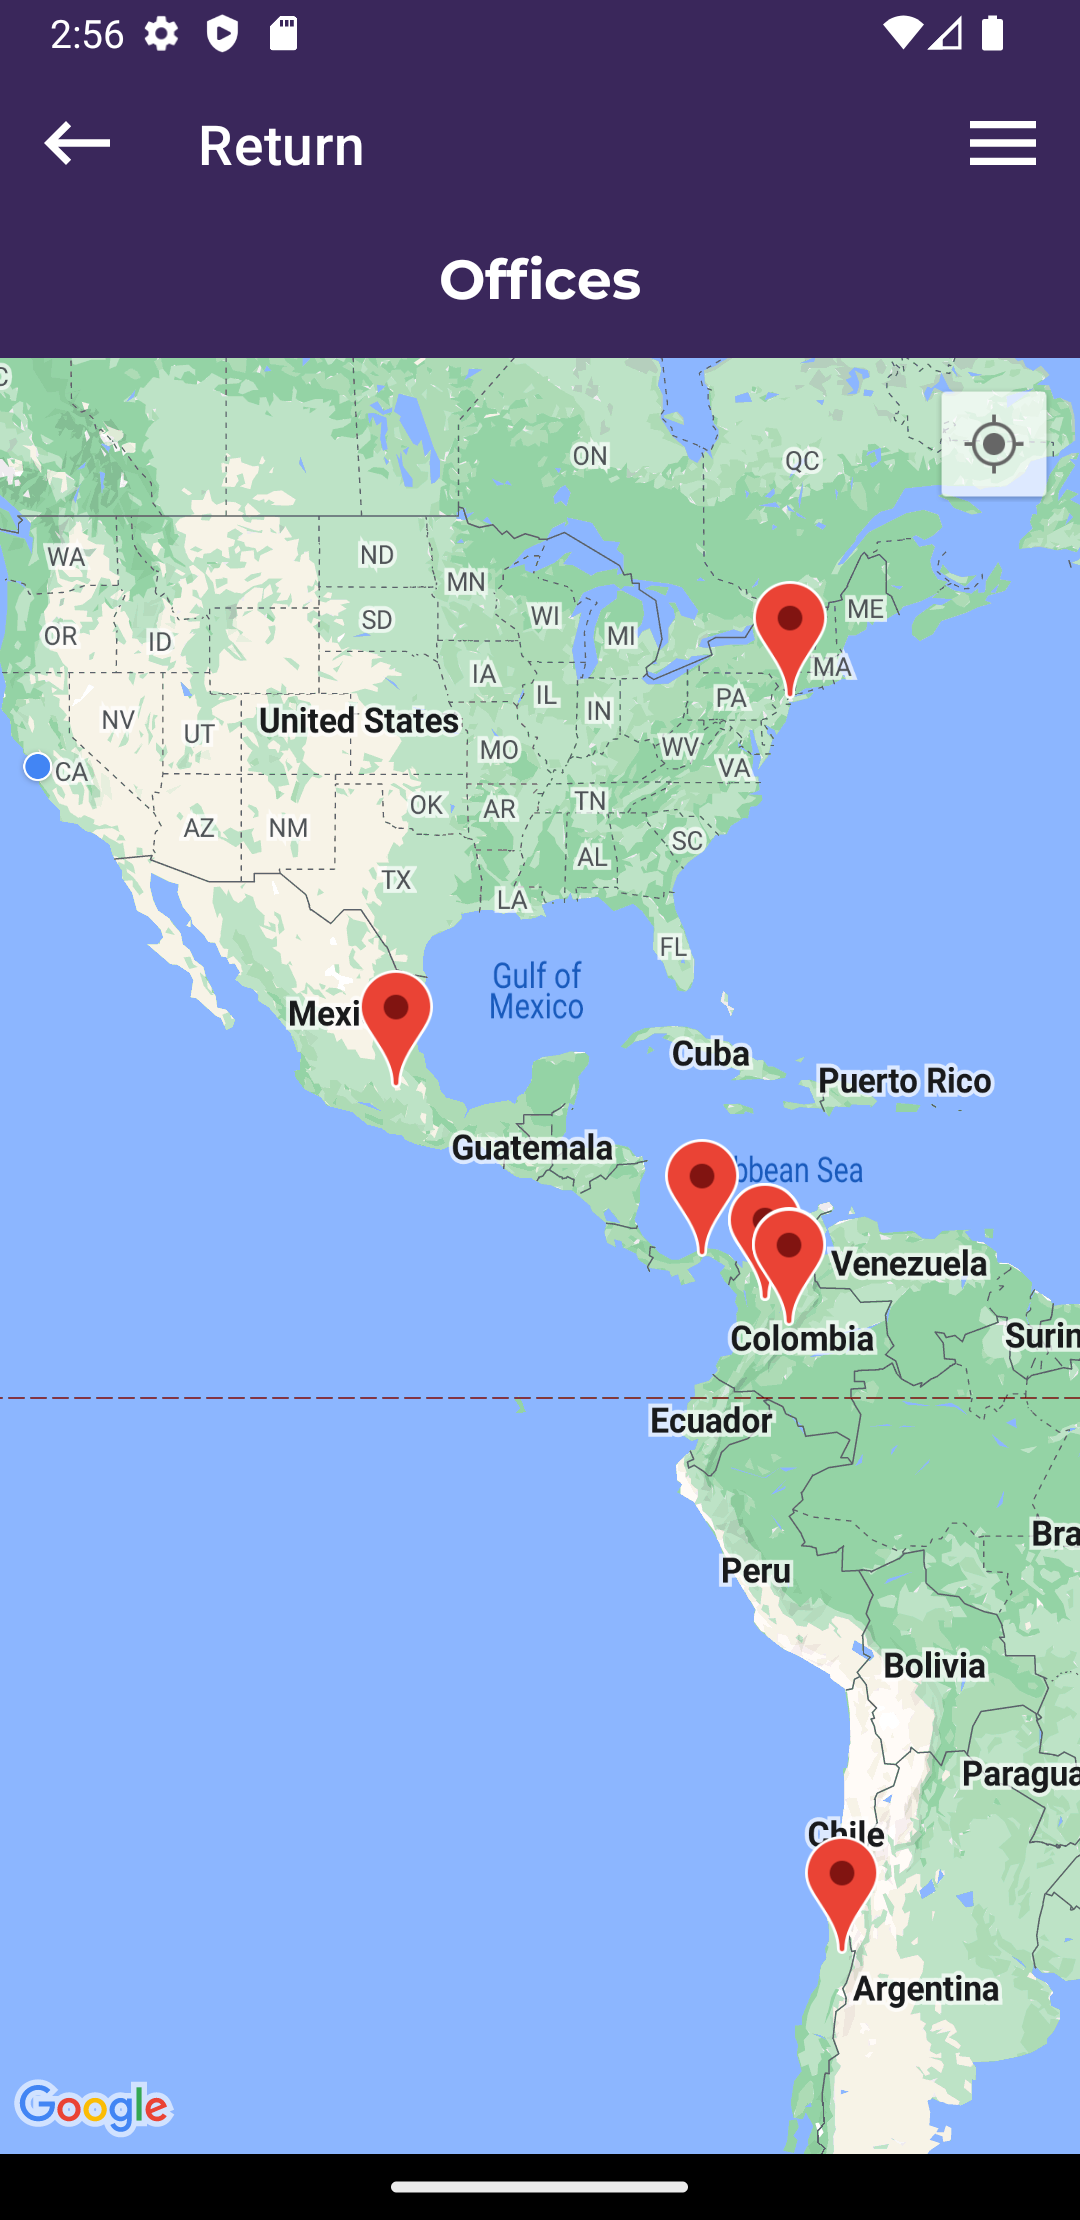 2:56
Return
Offices
ON
QC
WA
ND
MN
OR
ID
SD
WI
MI
ME
MA
IA
NV
UT
United States
IL
IN
PA
CA
MO
WV
VA
AZ
NM
OK
AR
TN
SC
TX
AL
LA
FL
Gulf of
Mexico
Mexi
Cuba
Puerto Rico
Guatemala
bbean Sea
Venezuela
Colombia
Surin
Ecuador
Bra
Peru
Bolivia
Paragua
Chile
Argentina
Google